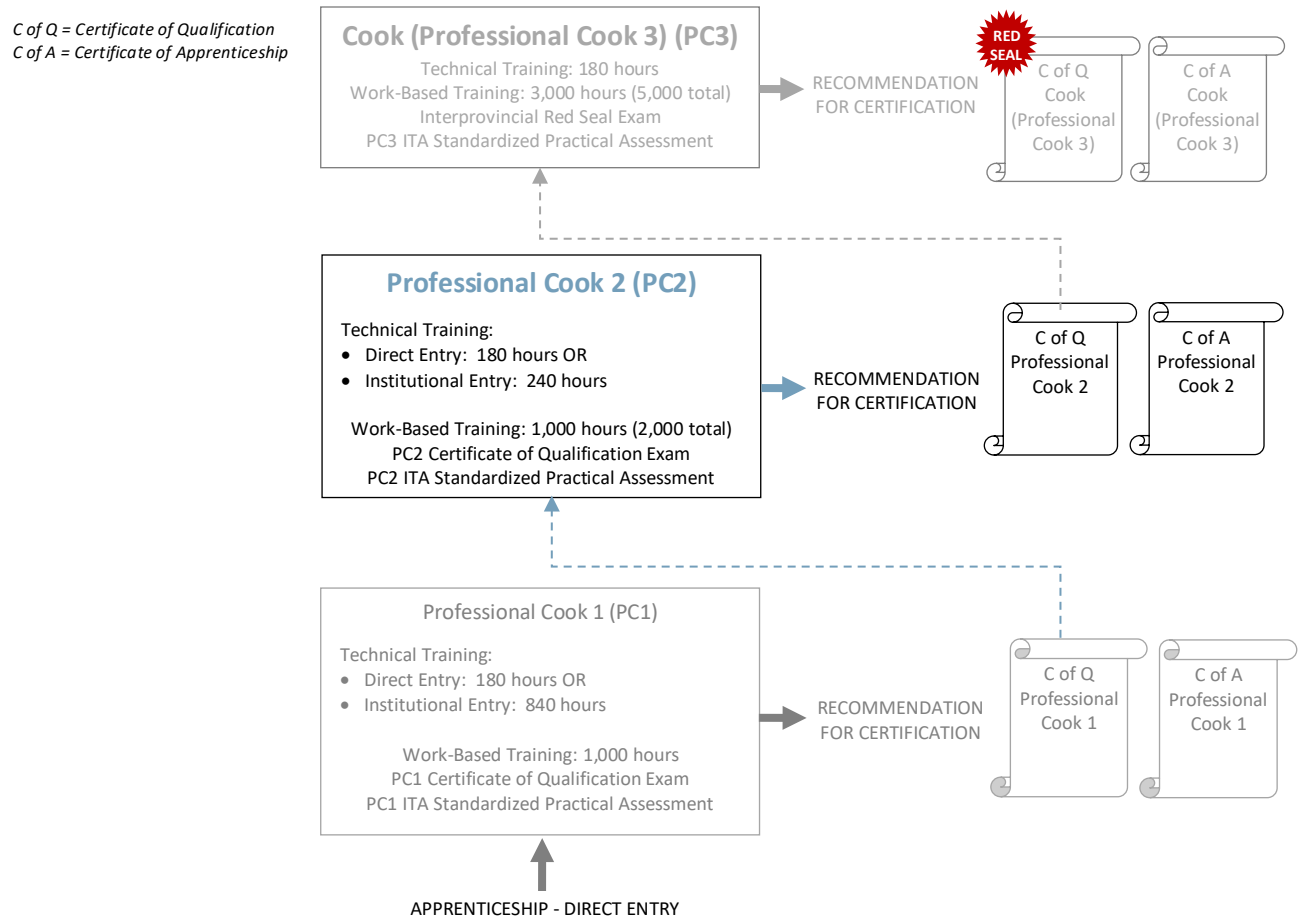 C of Q = Certificate of Qualification
C of A = Certificate of Apprenticeship
Cook (Professional Cook 3) (PC3)
Technical Training: 180 hours
Work-Based Training: 3,000 hours (5,000 total)
Interprovincial Red Seal Exam
PC3 ITA Standardized Practical Assessment
RECOMMENDATION
FOR CERTIFICATION
RED
SEAL
C of Q
Cook
(Professional
Cook 3)
C of A
Cook
(Professional
Cook 3)
Professional Cook 2 (PC2)
Technical Training:
• Direct Entry: 180 hours OR
• Institutional Entry: 240 hours
Work-Based Training: 1,000 hours (2,000 total)
PC2 Certificate of Qualification Exam
PC2 ITA Standardized Practical Assessment
RECOMMENDATION
FOR CERTIFICATION
C of Q
Professional
Cook 2
C of A
Professional
Cook 2
Professional Cook 1 (PC1)
Technical Training:
• Direct Entry: 180 hours OR
• Institutional Entry: 840 hours
Work-Based Training: 1,000 hours
PC1 Certificate of Qualification Exam
PC1 ITA Standardized Practical Assessment
RECOMMENDATION
FOR CERTIFICATION
C of Q
Professional
Cook 1
C of A
Professional
Cook 1
APPRENTICESHIP - DIRECT ENTRY